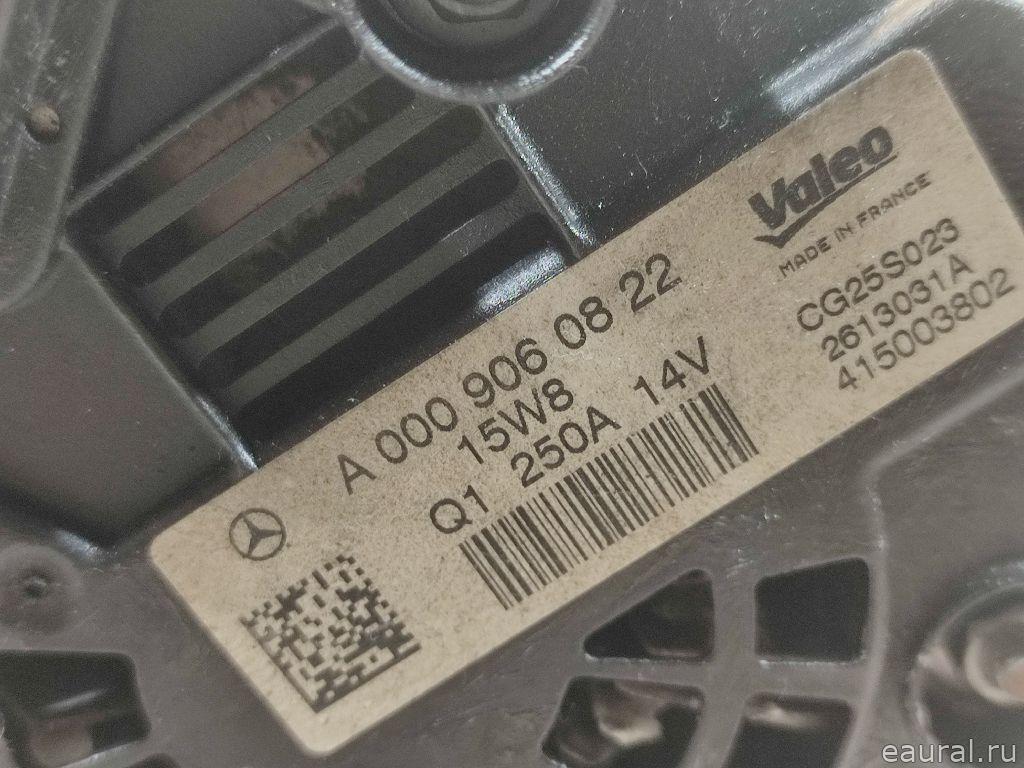 Valeo
MADE IN FRANCE
CG25S023
2613031A
415003802
A 000 906 08 22
15W8
Q1 250A 14V
eaural.ru